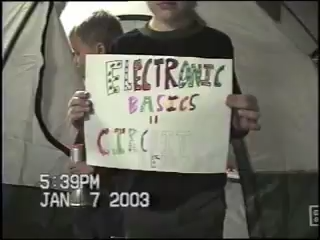 ELECTRONIC
BASICS
"
CIRCUIT
5:39PM
JAN 7 2003